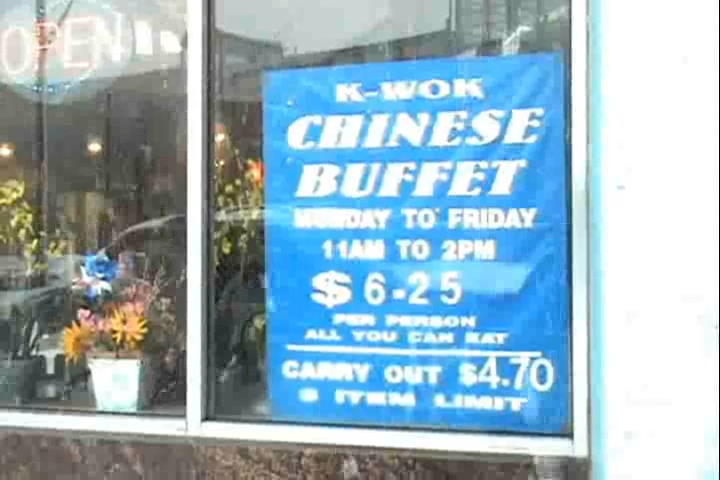 OPEN
K-WOK
CHINESE
BUFFET
MONDAY TO FRIDAY
11AM TO 2PM
$6.25
PER PERSON
ALL YOU CAN EAT
CARRY OUT $4.70
ITEM LIMIT